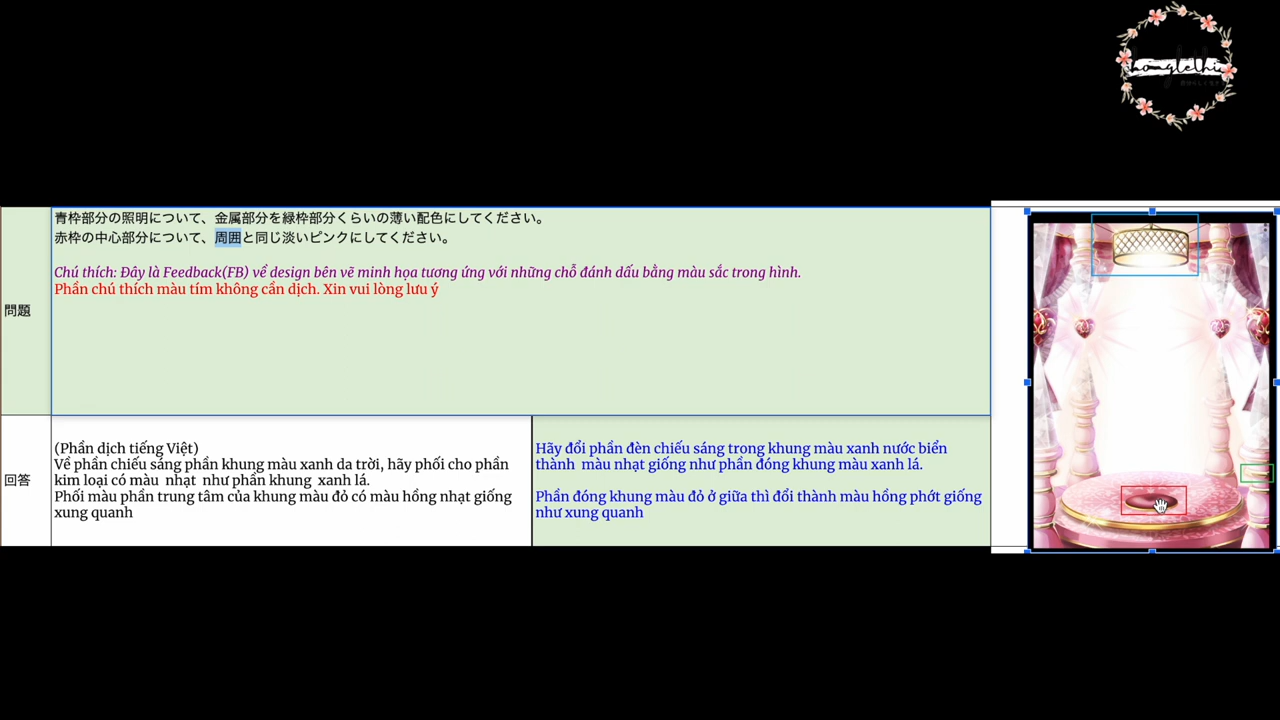 honglethi
青枠部分の照明について、金属部分を緑枠部分くらいの薄い配色にしてください。
赤枠の中心部分について、周囲と同じ淡いピンクにしてください。
Chú thích: Đây là Feedback(FB) về design bên vẽ minh họa tương ứng với những chỗ đánh dấu bằng màu sắc trong hình.
Phần chú thích màu tím không cần dịch. Xin vui lòng lưu ý
問題
回答
(Phần dịch tiếng Việt)
Về phần chiếu sáng phần khung màu xanh da trời, hãy phối cho phần
kim loại có màu nhạt như phần khung xanh lá.
Phối màu phần trung tâm của khung màu đỏ có màu hồng nhạt giống
xung quanh
Hãy đổi phần đèn chiếu sáng trong khung màu xanh nước biển
thành màu nhạt giống như phần đóng khung màu xanh lá.
Phần đóng khung màu đỏ ở giữa thì đổi thành màu hồng phớt giống
như xung quanh